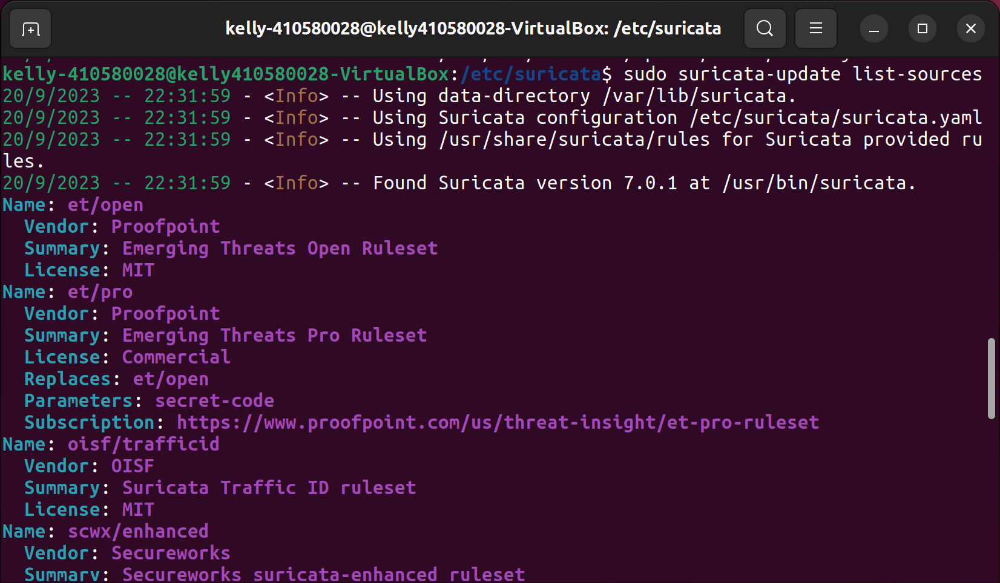 kelly-410580028@kelly410580028-VirtualBox: /etc/suricata
kelly-410580028@kelly410580028-VirtualBox:/etc/suricata$ sudo suricata-update list-sources
20/9/2023 -- 22:31:59 - <Info> -- Using data-directory /var/lib/suricata.
20/9/2023 -- 22:31:59 - <Info> -- Using Suricata configuration /etc/suricata/suricata.yaml
20/9/2023 -- 22:31:59 - <Info> -- Using /usr/share/suricata/rules for Suricata provided ru
les.
20/9/2023 -- 22:31:59 - <Info> -- Found Suricata version 7.0.1 at /usr/bin/suricata.
Name: et/open
  Vendor: Proofpoint
  Summary: Emerging Threats Open Ruleset
  License: MIT
Name: et/pro
  Vendor: Proofpoint
  Summary: Emerging Threats Pro Ruleset
  License: Commercial
  Replaces: et/open
  Parameters: secret-code
  Subscription: https://www.proofpoint.com/us/threat-insight/et-pro-ruleset
Name: oisf/trafficid
  Vendor: OISF
  Summary: Suricata Traffic ID ruleset
  License: MIT
Name: scwx/enhanced
  Vendor: Secureworks
  Summary: Secureworks suricata-enhanced ruleset